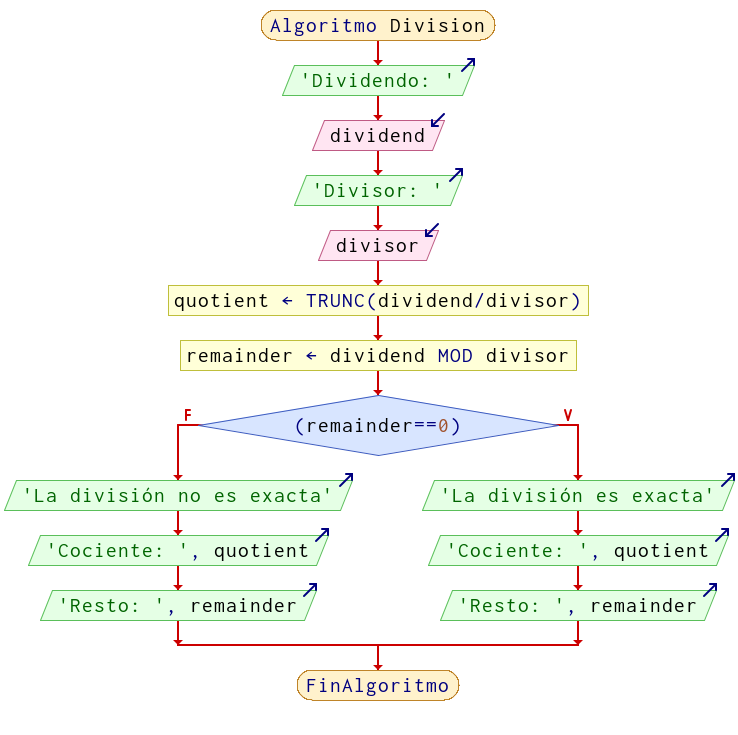 Algoritmo Division
'Dividendo: '
dividend
'Divisor: '
divisor
quotient ← TRUNC(dividend/divisor)
remainder ← dividend MOD divisor
F
V
(remainder==0)
'La división no es exacta'
'Cociente: ', quotient
'Resto: ', remainder
'La división es exacta'
'Cociente: ', quotient
'Resto: ', remainder
FinAlgoritmo